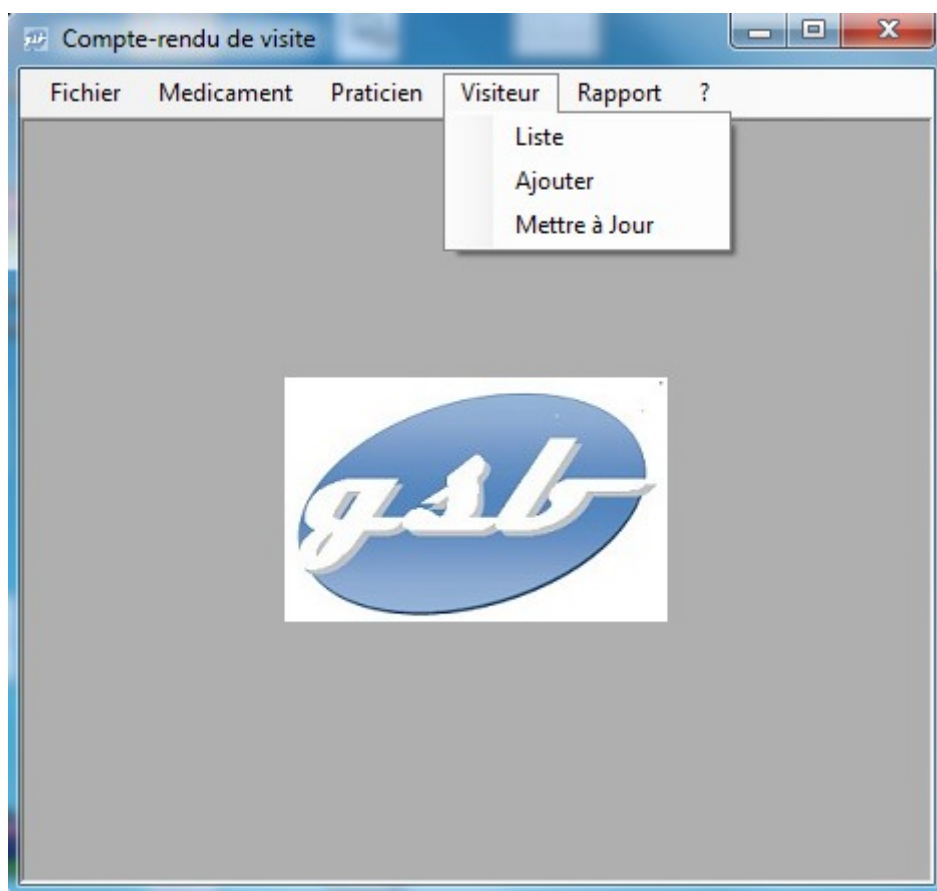 Compte-rendu de visite
Fichier Medicament Praticien Visiteur Rapport ?
Liste
Ajouter
Mettre à Jour
gsb